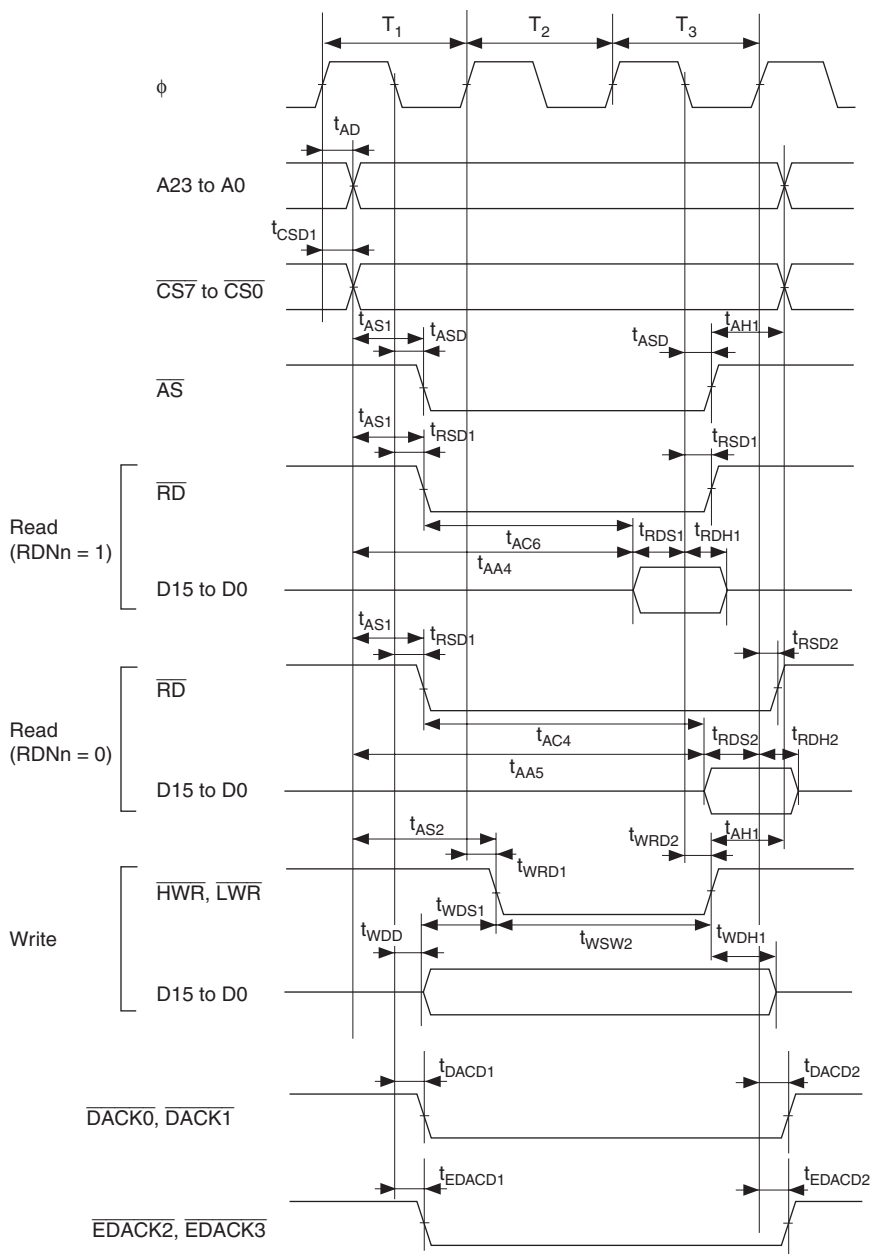 T1 T2 T3
ϕ
tAD
A23 to A0
tCSD1
CS7 to CS0
tAS1 tASD tASD tAH1
AS
tAS1 tRSD1 tRSD1
RD
Read
(RDNn = 1)
tAC6 tRDS1 tRDH1
tAA4
D15 to D0
tAS1 tRSD1 tRSD2
RD
Read
(RDNn = 0)
tAC4 tRDS2 tRDH2
tAA5
D15 to D0
tAS2 tWRD2 tAH1
tWRD1
HWR, LWR
Write
tWDD tWDS1 tWSW2 tWDH1
D15 to D0
tDACD1 tDACD2
DACK0, DACK1
tEDACD1 tEDACD2
EDACK2, EDACK3